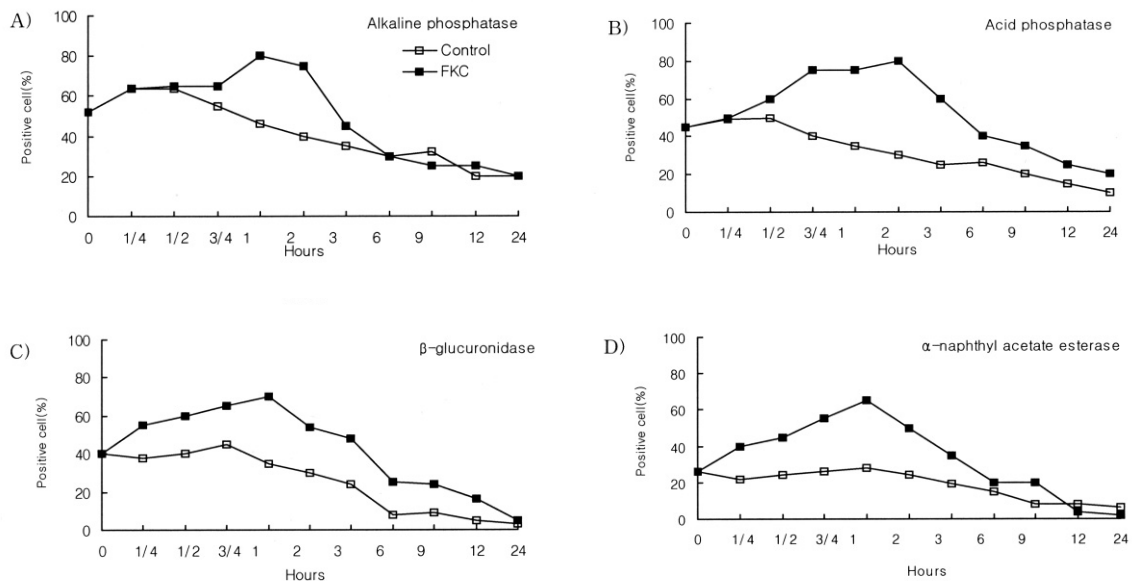 A)
Alkaline phosphatase
Control
FKC
Positive cell(%)
100
80
60
40
20
0
0 1/4 1/2 3/4 1 2 3 6 9 12 24
Hours
B)
Acid phosphatase
Positive cell(%)
100
80
60
40
20
0
0 1/4 1/2 3/4 1 2 3 6 9 12 24
Hours
C)
β-glucuronidase
Positive cell(%)
100
80
60
40
20
0
0 1/4 1/2 3/4 1 2 3 6 9 12 24
Hours
D)
α-naphthyl acetate esterase
Positive cell(%)
100
80
60
40
20
0
0 1/4 1/2 3/4 1 2 3 6 9 12 24
Hours